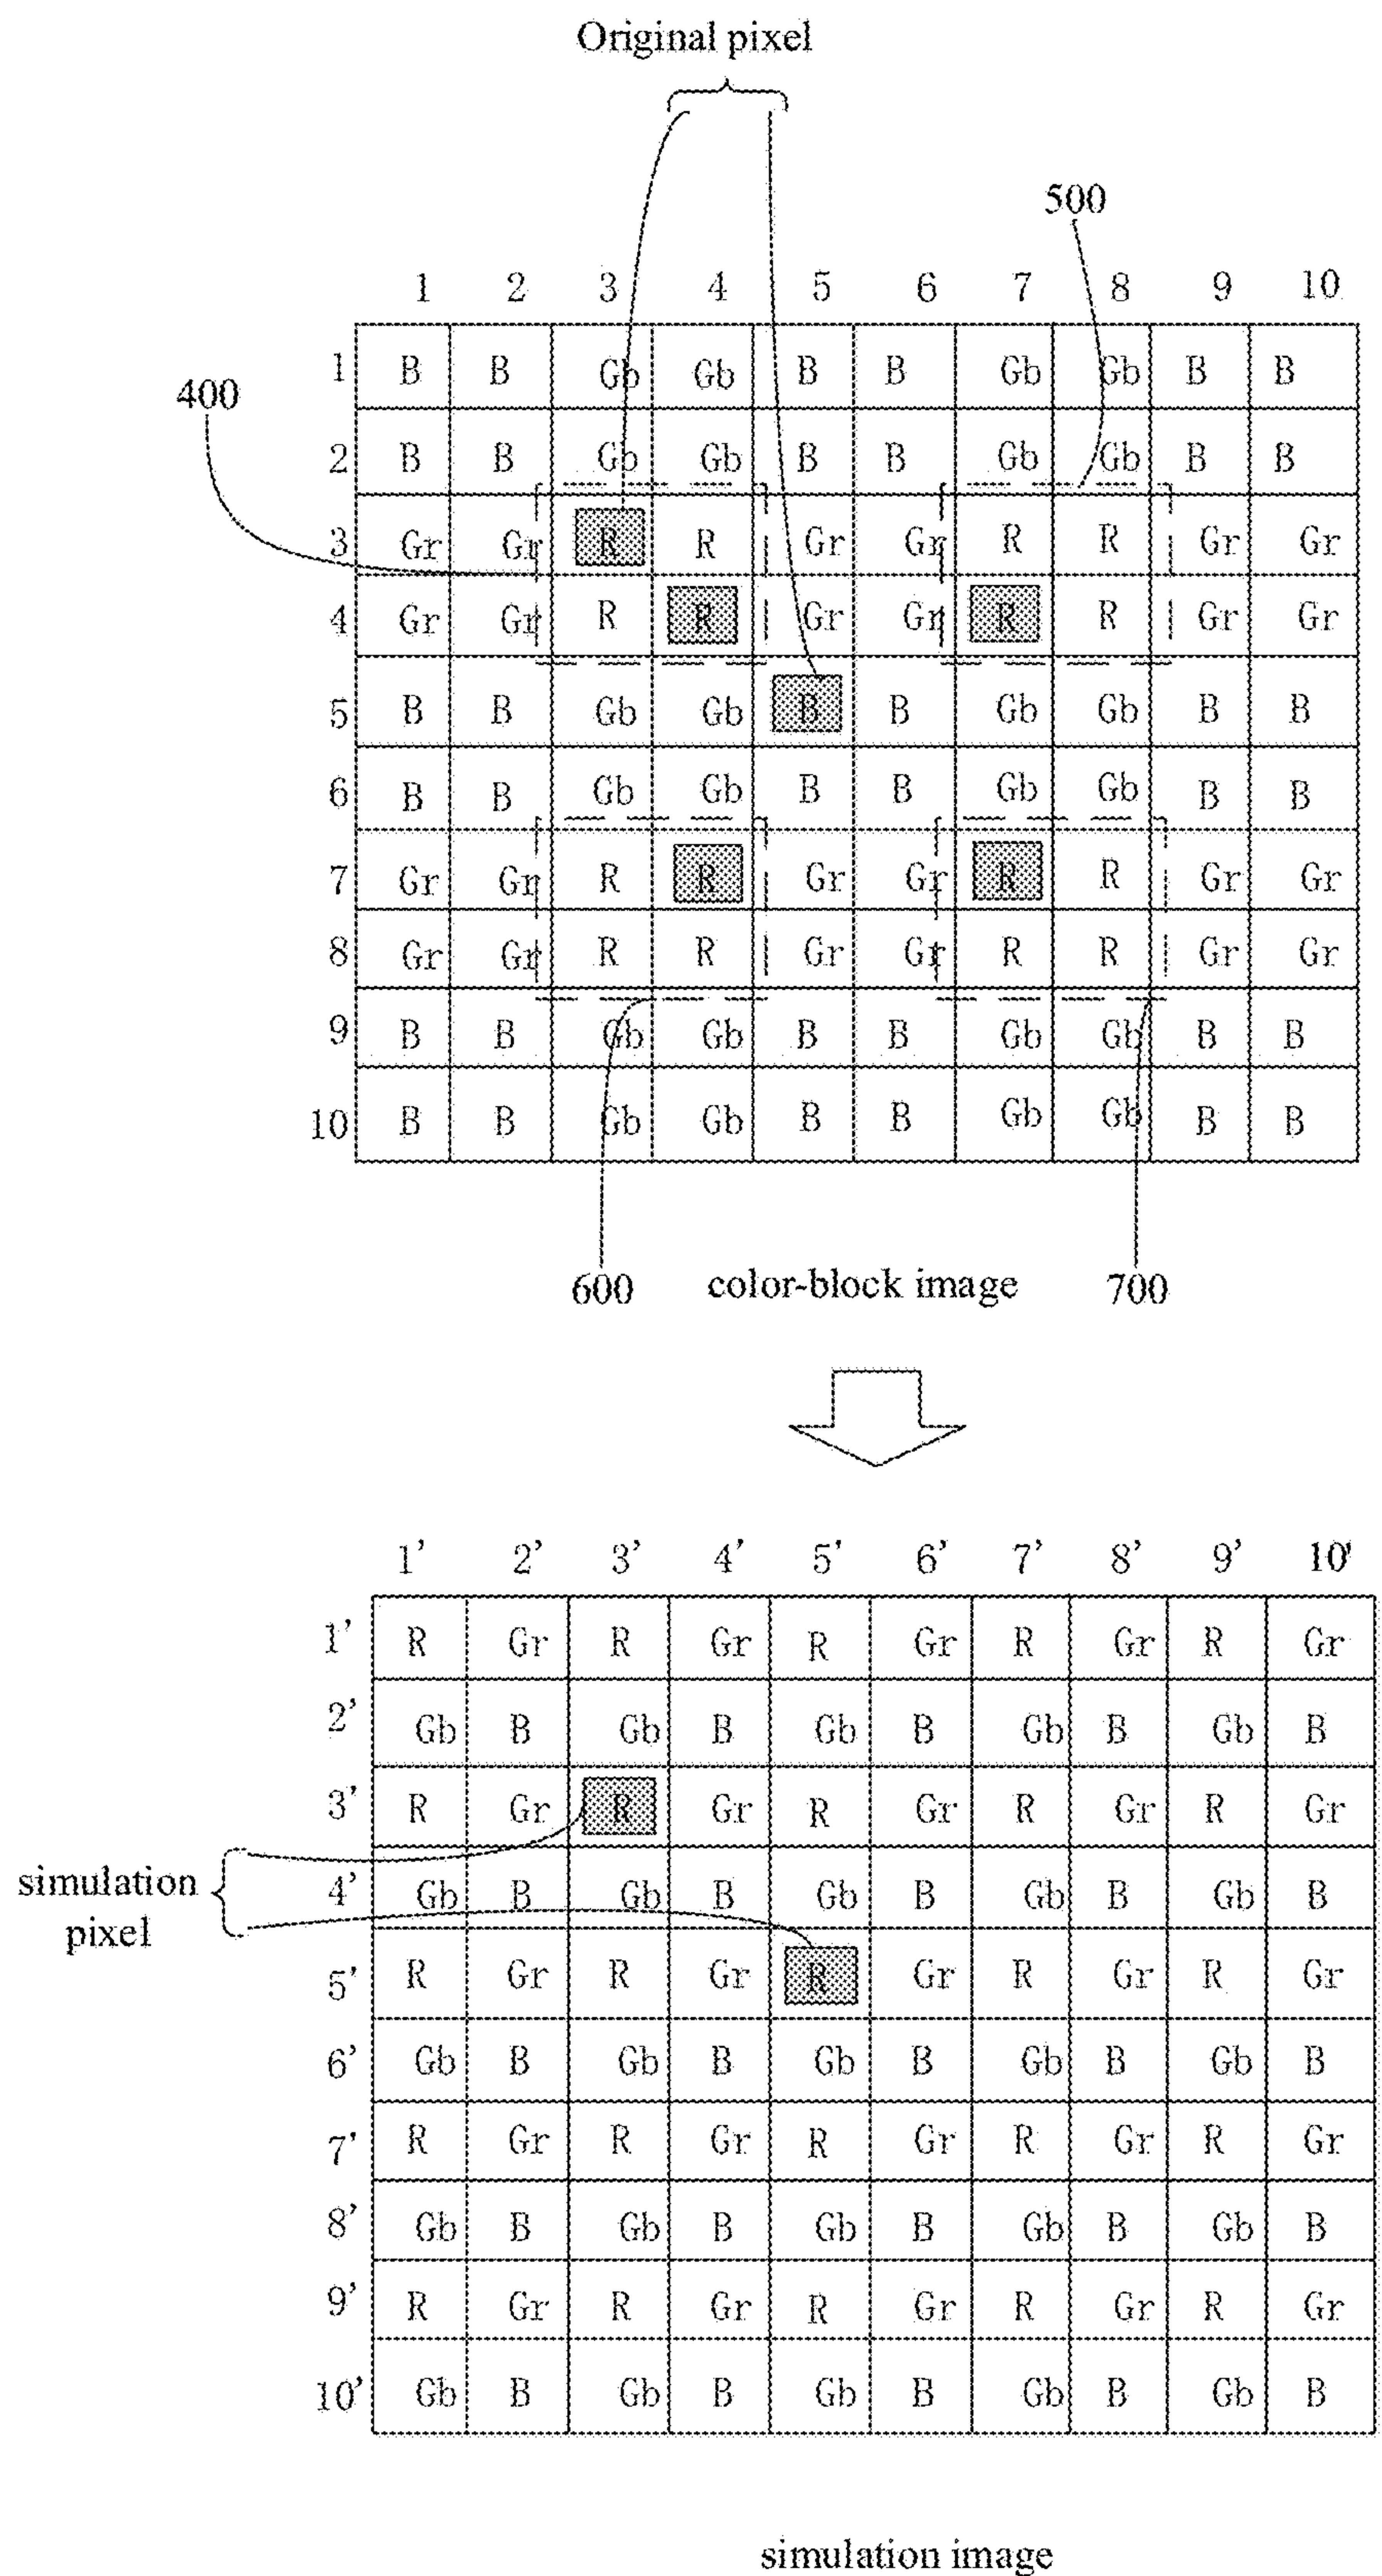 Original pixel
500
1 2 3 4 5 6 7 8 9 10
400
1 B B Gb Gb B B Gb Gb B B
2 B B Gb Gb B B Gb Gb B B
3 Gr Gr R R Gr Gr R R Gr Gr
4 Gr Gr R R Gr Gr R R Gr Gr
5 B B Gb Gb B B Gb Gb B B
6 B B Gb Gb B B Gb Gb B B
7 Gr Gr R R Gr Gr R R Gr Gr
8 Gr Gr R R Gr Gr R R Gr Gr
9 B B Gb Gb B B Gb Gb B B
10 B B Gb Gb B B Gb Gb B B
600 color-block image 700
1' 2' 3' 4' 5' 6' 7' 8' 9' 10'
1' R Gr R Gr R Gr R Gr R Gr
2' Gb B Gb B Gb B Gb B Gb B
3' R Gr R Gr R Gr R Gr R Gr
simulation
pixel
4' Gb B Gb B Gb B Gb B Gb B
5' R Gr R Gr R Gr R Gr R Gr
6' Gb B Gb B Gb B Gb B Gb B
7' R Gr R Gr R Gr R Gr R Gr
8' Gb B Gb B Gb B Gb B Gb B
9' R Gr R Gr R Gr R Gr R Gr
10' Gb B Gb B Gb B Gb B Gb B
simulation image